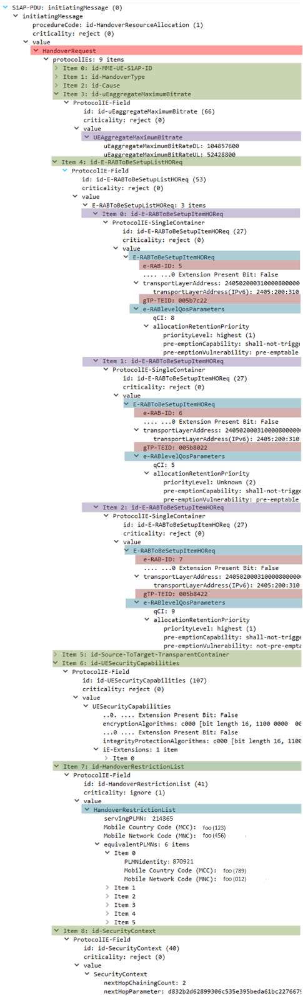 S1AP-PDU: initiatingMessage (0)
initiatingMessage
procedureCode: id-HandoverResourceAllocation (1)
criticality: reject (0)
value
HandoverRequest
protocolIEs: 9 items
Item 0: id-MME-UE-S1AP-ID
Item 1: id-HandoverType
Item 2: id-Cause
Item 3: id-uEaggregateMaximumBitrate
ProtocolIE-Field
id: id-uEaggregateMaximumBitrate (66)
criticality: reject (0)
value
UEAggregateMaximumBitrate
uEaggregateMaximumBitRateDL: 104857600
uEaggregateMaximumBitRateUL: 52428800
Item 4: id-E-RABToBeSetupListHOReq
ProtocolIE-Field
id: id-E-RABToBeSetupListHOReq (53)
criticality: reject (0)
value
E-RABToBeSetupListHOReq: 3 items
Item 0: id-E-RABToBeSetupItemHOReq
ProtocolIE-SingleContainer
id: id-E-RABToBeSetupItemHOReq (27)
criticality: reject (0)
value
E-RABToBeSetupItemHOReq
e-RAB-ID: 5
.... ...0 Extension Present Bit: False
transportLayerAddress: 2405020003100008000000
transportLayerAddress(IPv6): 2405:200:310
gTP-TEID: 005b7c22
e-RABlevelQosParameters
qCI: 8
allocationRetentionPriority
priorityLevel: highest (1)
pre-emptionCapability: shall-not-trigge
pre-emptionVulnerability: pre-emptable
Item 1: id-E-RABToBeSetupItemHOReq
ProtocolIE-SingleContainer
id: id-E-RABToBeSetupItemHOReq (27)
criticality: reject (0)
value
E-RABToBeSetupItemHOReq
e-RAB-ID: 6
.... ...0 Extension Present Bit: False
transportLayerAddress: 24050200031000080000000
transportLayerAddress(IPv6): 2405:200:310:
gTP-TEID: 005b8022
e-RABlevelQosParameters
qCI: 5
allocationRetentionPriority
priorityLevel: Unknown (2)
pre-emptionCapability: shall-not-trigge
pre-emptionVulnerability: pre-emptable
Item 2: id-E-RABToBeSetupItemHOReq
ProtocolIE-SingleContainer
id: id-E-RABToBeSetupItemHOReq (27)
criticality: reject (0)
value
E-RABToBeSetupItemHOReq
e-RAB-ID: 7
.... ...0 Extension Present Bit: False
transportLayerAddress: 2405020003100008000000
transportLayerAddress(IPv6): 2405:200:310:
gTP-TEID: 005b8422
e-RABlevelQosParameters
qCI: 9
allocationRetentionPriority
priorityLevel: highest (1)
pre-emptionCapability: shall-not-trigge
pre-emptionVulnerability: not-pre-empta
Item 5: id-Source-ToTarget-TransparentContainer
Item 6: id-UESecurityCapabilities
ProtocolIE-Field
id: id-UESecurityCapabilities (107)
criticality: reject (0)
value
UESecurityCapabilities
..0. .... Extension Present Bit: False
encryptionAlgorithms: c000 [bit length 16, 1100 0000  00
...0 .... Extension Present Bit: False
integrityProtectionAlgorithms: c000 [bit length 16, 1100
iE-Extensions: 1 item
Item 0
Item 7: id-HandoverRestrictionList
ProtocolIE-Field
id: id-HandoverRestrictionList (41)
criticality: ignore (1)
value
HandoverRestrictionList
servingPLMN: 214365
Mobile Country Code (MCC): foo (123)
Mobile Network Code (MNC): foo (456)
equivalentPLMNs: 6 items
Item 0
PLMNidentity: 870921
Mobile Country Code (MCC): foo (789)
Mobile Network Code (MNC): foo (012)
Item 1
Item 2
Item 3
Item 4
Item 5
Item 8: id-SecurityContext
ProtocolIE-Field
id: id-SecurityContext (40)
criticality: reject (0)
value
SecurityContext
nextHopChainingCount: 2
nextHopParameter: d832b2d62899306c535e395beda61bc2276679